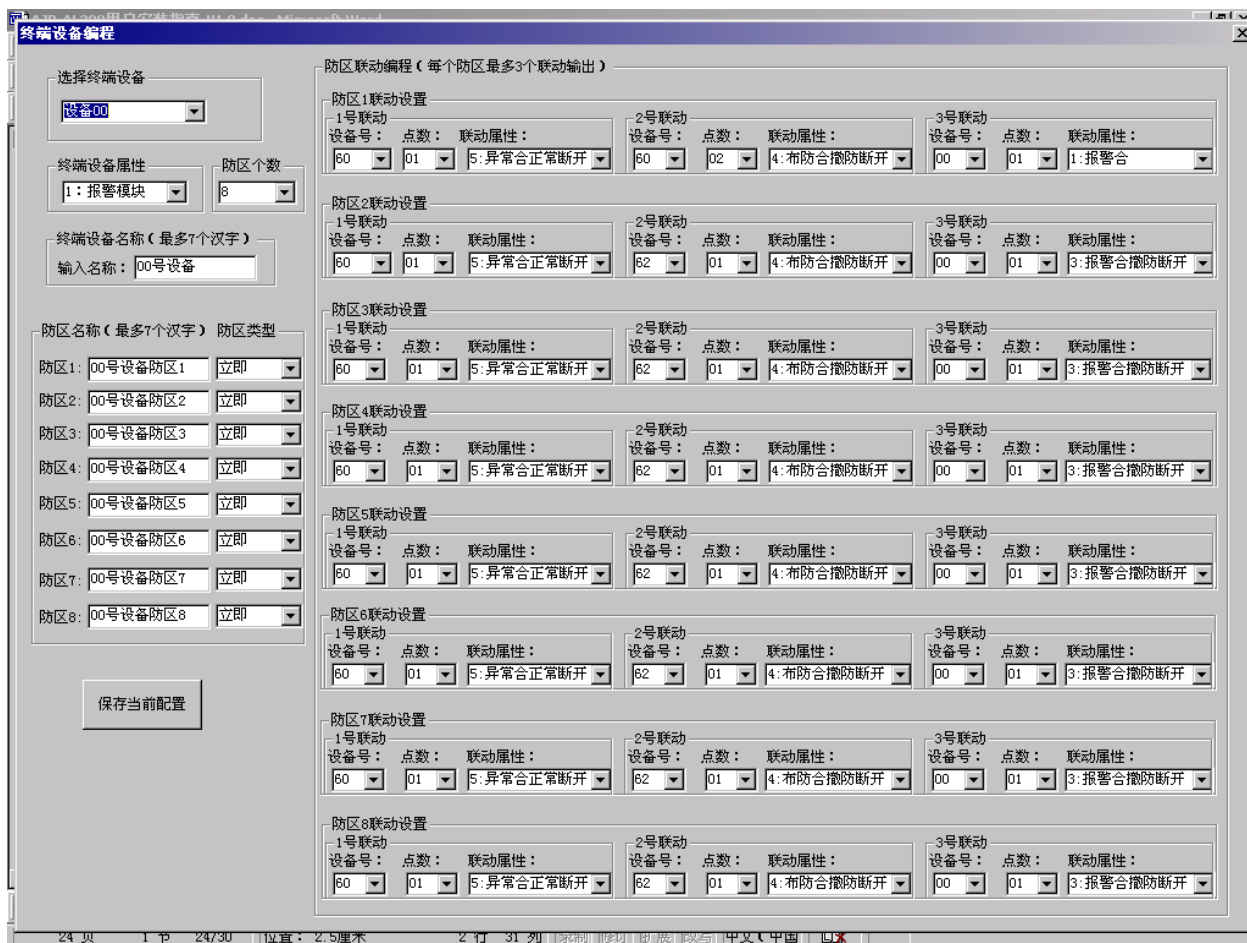 终端设备编程
选择终端设备
设备00
终端设备属性 防区个数
1：报警模块 8
终端设备名称（最多7个汉字）
输入名称： 00号设备
防区名称（最多7个汉字） 防区类型
防区1: 00号设备防区1 立即
防区2: 00号设备防区2 立即
防区3: 00号设备防区3 立即
防区4: 00号设备防区4 立即
防区5: 00号设备防区5 立即
防区6: 00号设备防区6 立即
防区7: 00号设备防区7 立即
防区8: 00号设备防区8 立即
保存当前配置
防区联动编程（每个防区最多3个联动输出）
防区1联动设置
1号联动 2号联动 3号联动
设备号： 点数： 联动属性： 设备号： 点数： 联动属性： 设备号： 点数： 联动属性：
60 01 5:异常合正常断开 60 02 4:布防合撤防断开 00 01 1:报警合
防区2联动设置
1号联动 2号联动 3号联动
设备号： 点数： 联动属性： 设备号： 点数： 联动属性： 设备号： 点数： 联动属性：
60 01 5:异常合正常断开 62 01 4:布防合撤防断开 00 01 3:报警合撤防断开
防区3联动设置
1号联动 2号联动 3号联动
设备号： 点数： 联动属性： 设备号： 点数： 联动属性： 设备号： 点数： 联动属性：
60 01 5:异常合正常断开 62 01 4:布防合撤防断开 00 01 3:报警合撤防断开
防区4联动设置
1号联动 2号联动 3号联动
设备号： 点数： 联动属性： 设备号： 点数： 联动属性： 设备号： 点数： 联动属性：
60 01 5:异常合正常断开 62 01 4:布防合撤防断开 00 01 3:报警合撤防断开
防区5联动设置
1号联动 2号联动 3号联动
设备号： 点数： 联动属性： 设备号： 点数： 联动属性： 设备号： 点数： 联动属性：
60 01 5:异常合正常断开 62 01 4:布防合撤防断开 00 01 3:报警合撤防断开
防区6联动设置
1号联动 2号联动 3号联动
设备号： 点数： 联动属性： 设备号： 点数： 联动属性： 设备号： 点数： 联动属性：
60 01 5:异常合正常断开 62 01 4:布防合撤防断开 00 01 3:报警合撤防断开
防区7联动设置
1号联动 2号联动 3号联动
设备号： 点数： 联动属性： 设备号： 点数： 联动属性： 设备号： 点数： 联动属性：
60 01 5:异常合正常断开 62 01 4:布防合撤防断开 00 01 3:报警合撤防断开
防区8联动设置
1号联动 2号联动 3号联动
设备号： 点数： 联动属性： 设备号： 点数： 联动属性： 设备号： 点数： 联动属性：
60 01 5:异常合正常断开 62 01 4:布防合撤防断开 00 01 3:报警合撤防断开
24 页 1 节 24/30 位置： 2.5厘米 2 行 31 列 录制 修订 扩展 改写 中文(中国